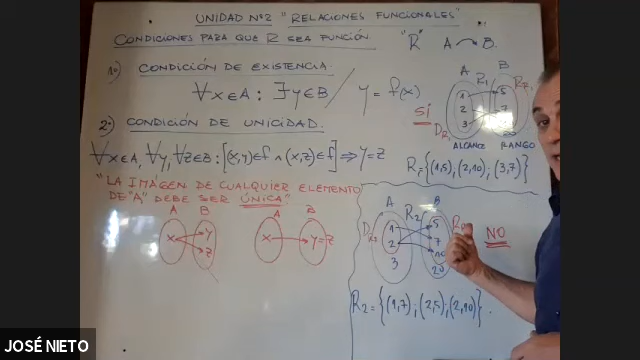 UNIDAD Nº2 "RELACIONES FUNCIONALES"
CONDICIONES PARA QUE R SEA FUNCIÓN.
"R" A → B.
1º) CONDICIÓN DE EXISTENCIA.
∀x∈A : ∃y∈B / y = f(x)
2º) CONDICIÓN DE UNICIDAD.
∀x∈A, ∀y, ∀z∈B : [(x,y)∈f ∧ (x,z)∈f] ⇒ y=z
"LA IMÁGEN DE CUALQUIER ELEMENTO
DE "A" DEBE SER ÚNICA"
A B
x y
z
A B
x y=z
SÍ
A R1 B
1 5
2 7
3
ALCANCE RANGO
R1={(1,5);(2,10);(3,7)}
A R2 B
1 5
2 7
3 10
20
NO
R2={(1,7);(2,5);(2,10)}.
JOSÉ NIETO